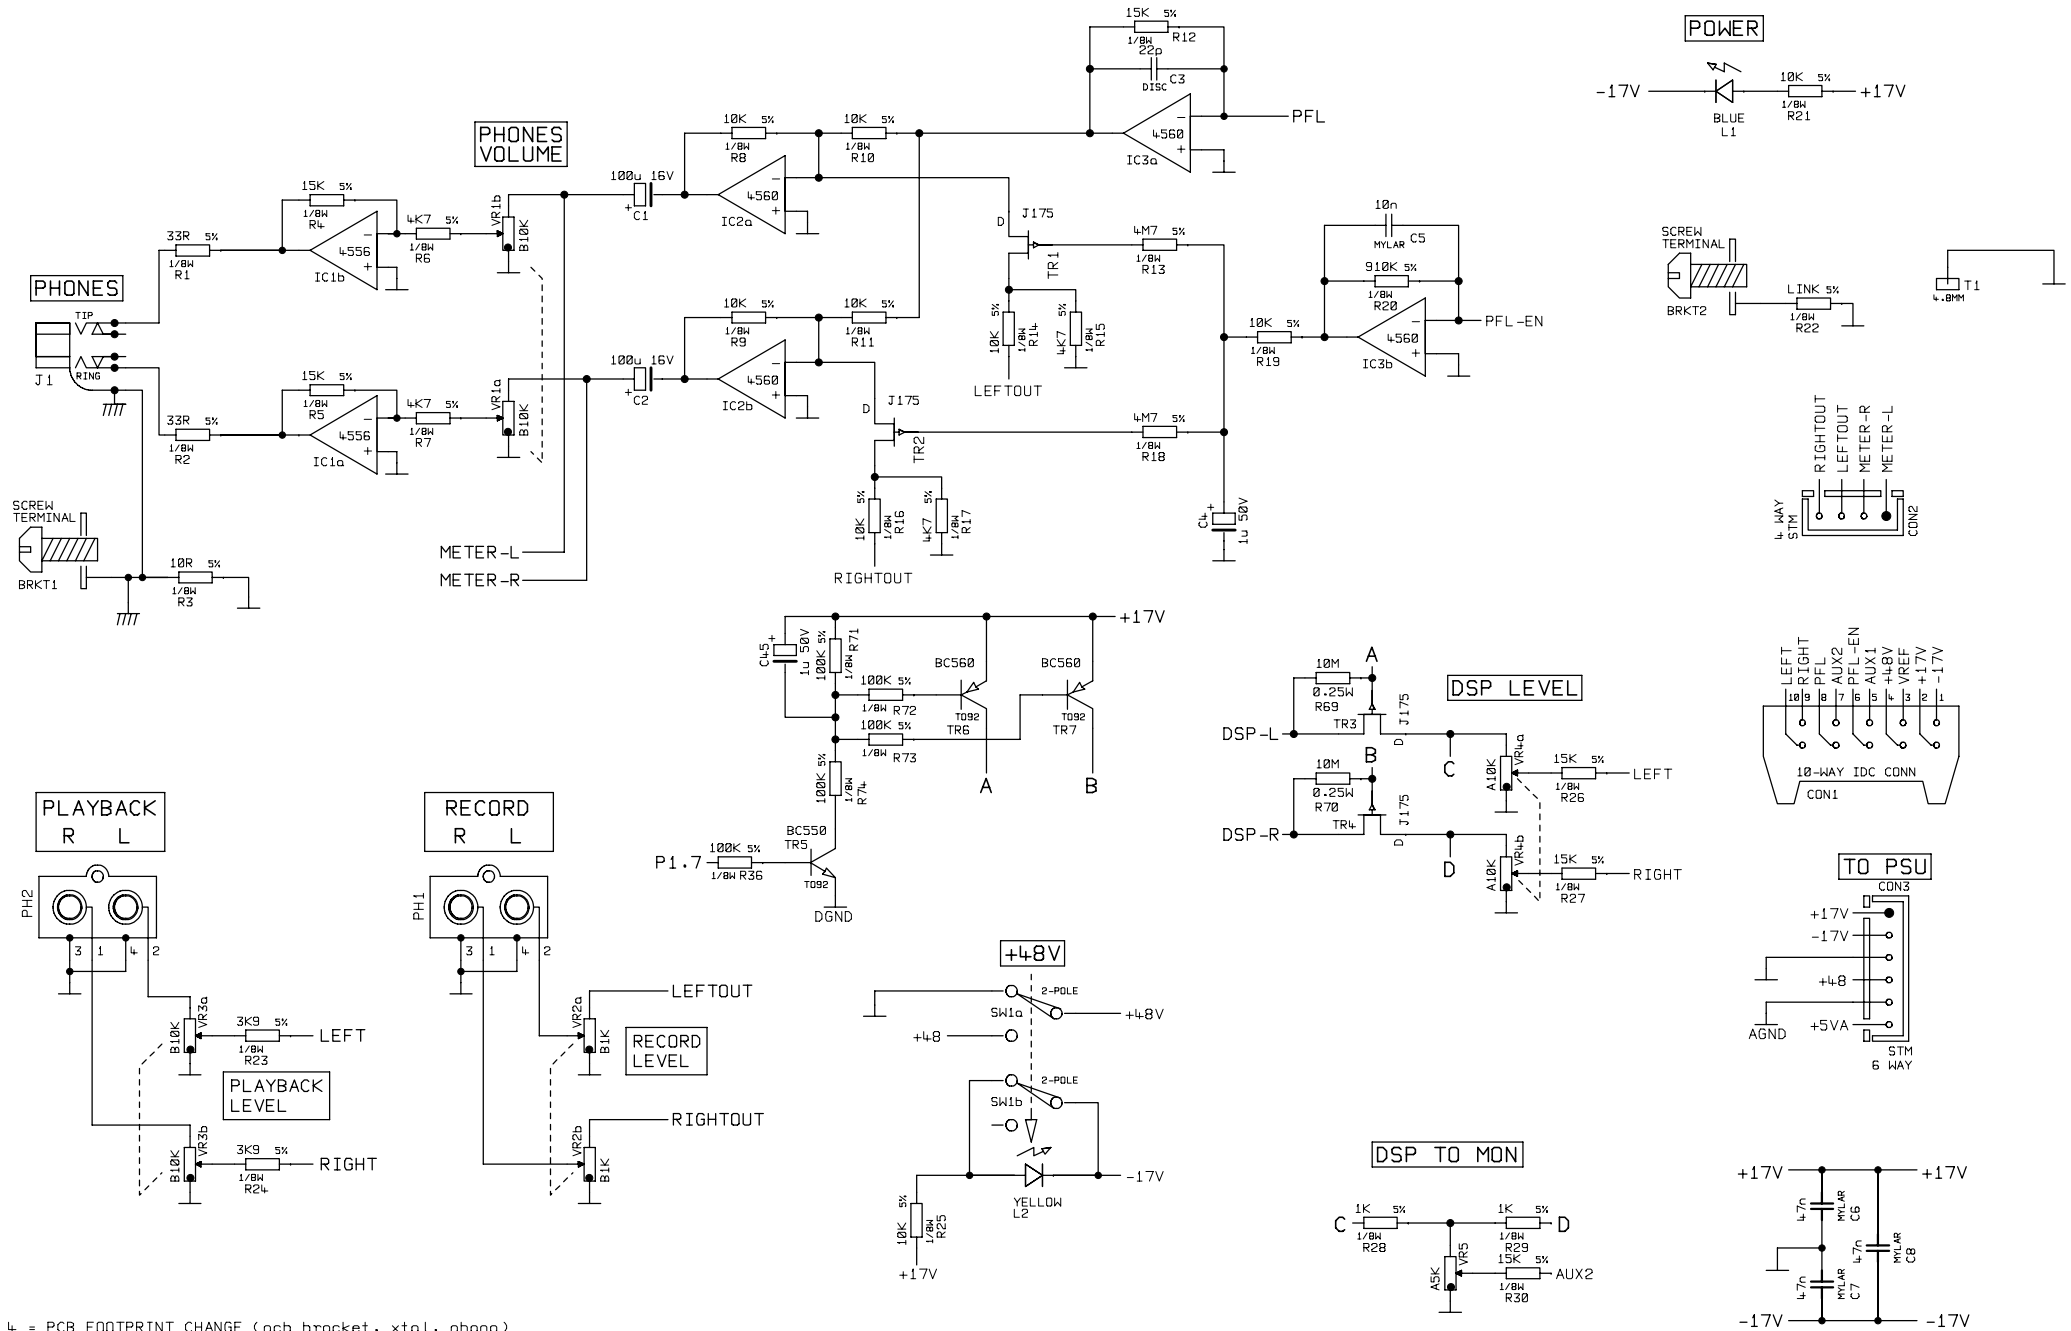 15K 5%
1/8W R12
22p
C3
DISC
4560
IC3a
PFL
POWER
-17V
10K 5%
+17V
BLUE
L1
1/8W
R21
PHONES
VOLUME
10K 5%
1/8W
R8
10K 5%
1/8W
R10
100u 16V
+
C1
4560
IC2a
VR1b
B10K
15K 5%
1/8W
R4
4K7 5%
1/8W
R6
33R 5%
1/8W
R1
4556
IC1b
D
J175
TR1
4M7 5%
1/8W
R13
10n
MYLAR C5
910K 5%
1/8W
R20
4560
IC3b
PFL-EN
10K 5%
1/8W
R19
SCREW
TERMINAL
BRKT2
LINK 5%
1/8W
R22
T1
4.8MM
PHONES
TIP
RING
J1
10K 5%
1/8W
R9
10K 5%
1/8W
R11
100u 16V
+
C2
4560
IC2b
VR1a
B10K
15K 5%
1/8W
R5
4K7 5%
1/8W
R7
33R 5%
1/8W
R2
4556
IC1a
10K 5%
1/8W
R14
4K7 5%
1/8W
R15
LEFTOUT
D
J175
TR2
4M7 5%
1/8W
R18
10K 5%
1/8W
R16
4K7 5%
1/8W
R17
RIGHTOUT
C4 +
1u 50V
RIGHTOUT
LEFTOUT
METER-R
METER-L
4 WAY
STM
CON2
SCREW
TERMINAL
BRKT1
10R 5%
1/8W
R3
METER-L
METER-R
+17V
C45 +
1u 50V
100K 5%
1/8W
R71
100K 5%
1/8W R72
100K 5%
1/8W R73
100K 5%
1/8W
R74
BC560
TO92
TR6
BC560
TO92
TR7
A
B
BC550
TR5
TO92
P1.7
100K 5%
1/8W R36
DGND
DSP LEVEL
A
10M
0.25W
R69
TR3
J175
D
DSP-L
B
10M
0.25W
R70
TR4
J175
D
DSP-R
C
D
VR4a
A10K
15K 5%
1/8W
R26
LEFT
VR4b
A10K
15K 5%
1/8W
R27
RIGHT
LEFT
RIGHT
PFL
AUX2
PFL-EN
AUX1
+48V
VREF
+17V
-17V
10 9 8 7 6 5 4 3 2 1
10-WAY IDC CONN
CON1
PLAYBACK
R L
PH2
3 1 4 2
VR3a
B10K
3K9 5%
1/8W
R23
LEFT
PLAYBACK
LEVEL
VR3b
B10K
3K9 5%
1/8W
R24
RIGHT
RECORD
R L
PH1
3 1 4 2
LEFTOUT
VR2a
B1K
RECORD
LEVEL
RIGHTOUT
VR2b
B1K
+48V
2-POLE
SW1a
+48V
+48
2-POLE
SW1b
-17V
YELLOW
L2
10K 5%
1/8W
R25
+17V
TO PSU
CON3
+17V
-17V
+48
+5VA
AGND
STM
6 WAY
DSP TO MON
C
1K 5%
1/8W
R28
1K 5%
1/8W
R29
D
VR5
A5K
15K 5%
1/8W
R30
AUX2
+17V
+17V
47n
MYLAR
C6
47n
MYLAR
C8
47n
MYLAR
C7
-17V
-17V
4 = PCB FOOTPRINT CHANGE (pcb bracket, xtal, phono)